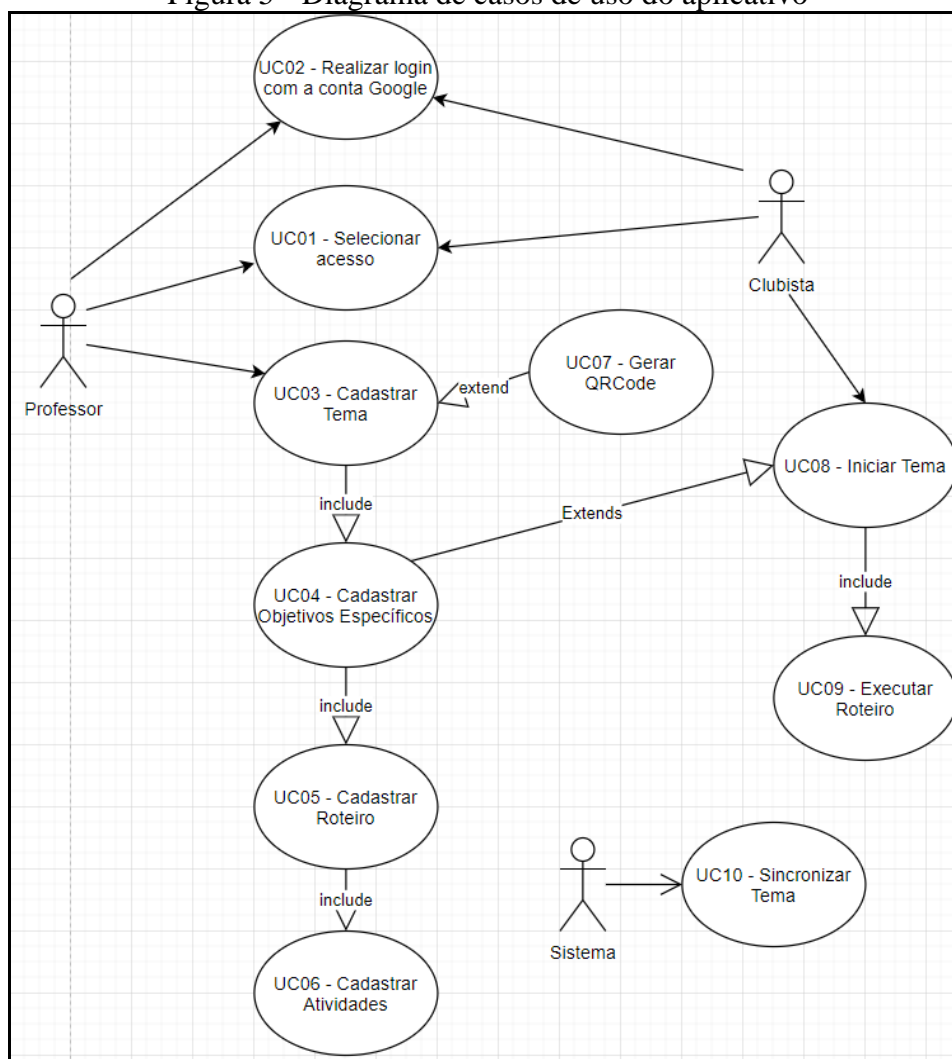 Figura 3 - Diagrama de casos de uso do aplicativo
UC02 - Realizar login
com a conta Google
UC01 - Selecionar
acesso
Clubista
Professor
UC03 - Cadastrar
Tema
extend
UC07 - Gerar
QRCode
include
Extends
UC08 - Iniciar Tema
UC04 - Cadastrar
Objetivos Específicos
include
include
UC09 - Executar
Roteiro
UC05 - Cadastrar
Roteiro
include
Sistema
UC10 - Sincronizar
Tema
UC06 - Cadastrar
Atividades